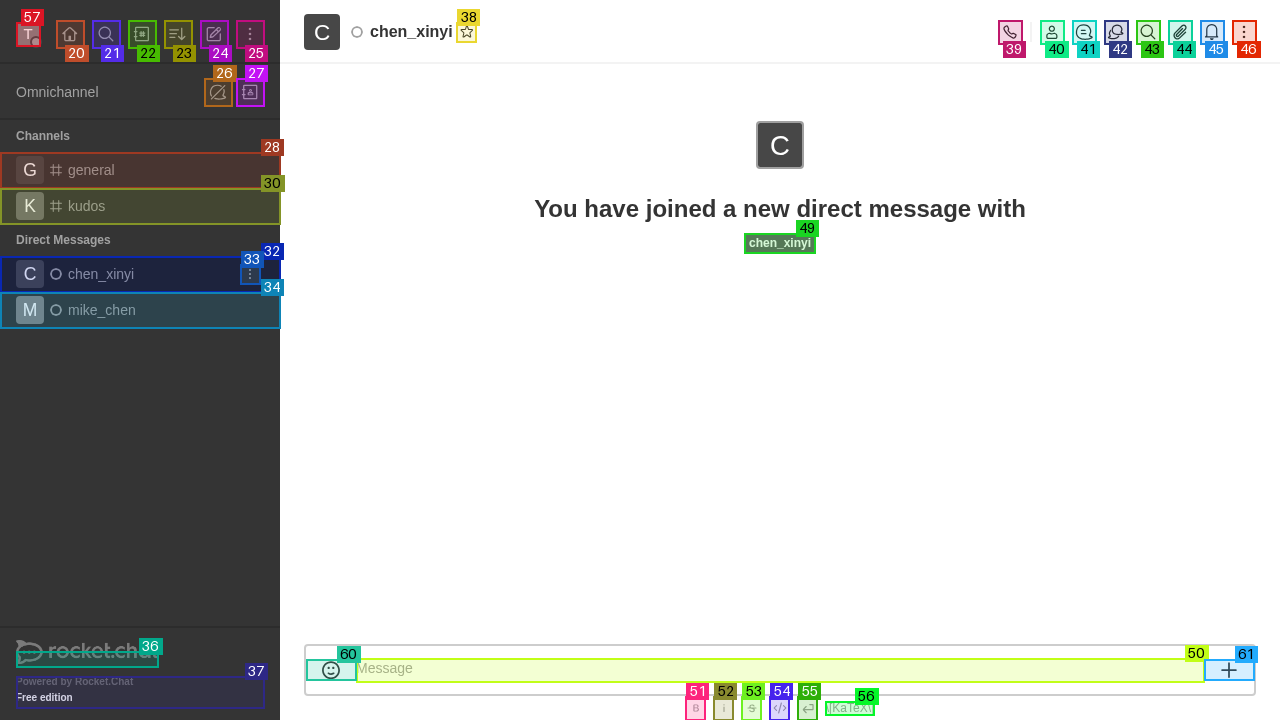 57
T
20
21
22
23
24
25
C
chen_xinyi
38
39
40
41
42
43
44
45
46
Omnichannel
26
27
Channels
28
G general
30
K kudos
Direct Messages
32
C chen_xinyi
33
34
M mike_chen
C
You have joined a new direct message with
49
chen_xinyi
rocket.cha
36
37
Powered by Rocket.Chat
Free edition
60
Message
50
61
51
52
53
54
55
56
B
i
S
</>
\[KaTeX\]